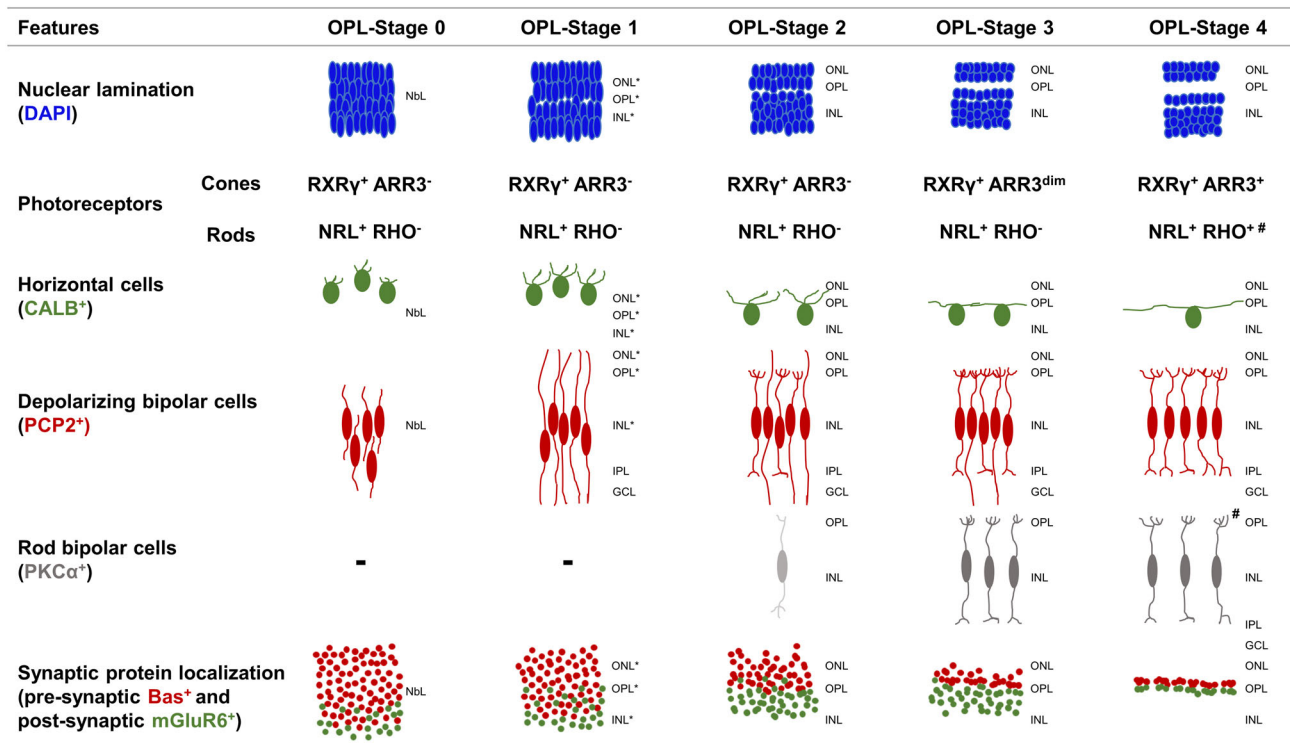 Features OPL-Stage 0 OPL-Stage 1 OPL-Stage 2 OPL-Stage 3 OPL-Stage 4
Nuclear lamination
(DAPI)
NbL
ONL*
OPL*
INL*
ONL
OPL
INL
ONL
OPL
INL
ONL
OPL
INL
Photoreceptors
Cones RXRγ⁺ ARR3⁻ RXRγ⁺ ARR3⁻ RXRγ⁺ ARR3⁻ RXRγ⁺ ARR3ᵈⁱᵐ RXRγ⁺ ARR3⁺
Rods NRL⁺ RHO⁻ NRL⁺ RHO⁻ NRL⁺ RHO⁻ NRL⁺ RHO⁻ NRL⁺ RHO⁺ #
Horizontal cells
(CALB⁺)
NbL
ONL*
OPL*
INL*
ONL
OPL
INL
ONL
OPL
INL
ONL
OPL
INL
Depolarizing bipolar cells
(PCP2⁺)
NbL
ONL*
OPL*
INL*
IPL
GCL
ONL
OPL
INL
IPL
GCL
ONL
OPL
INL
IPL
GCL
ONL
OPL
INL
IPL
GCL
Rod bipolar cells
(PKCα⁺)
-
-
OPL
INL
OPL
INL
IPL
#
OPL
INL
IPL
GCL
Synaptic protein localization
(pre-synaptic Bas⁺ and
post-synaptic mGluR6⁺)
NbL
ONL*
OPL*
INL*
ONL
OPL
INL
ONL
OPL
INL
ONL
OPL
INL